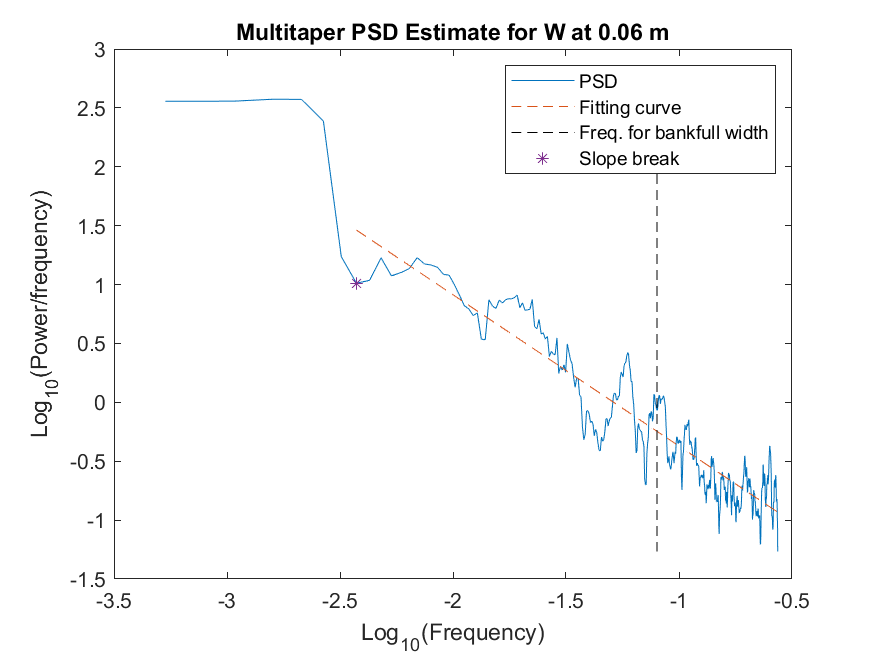 Multitaper PSD Estimate for W at 0.06 m
PSD
Fitting curve
Freq. for bankfull width
Slope break
3
2.5
2
1.5
1
0.5
0
-0.5
-1
-1.5
Log10(Power/frequency)
-3.5 -3 -2.5 -2 -1.5 -1 -0.5
Log10(Frequency)